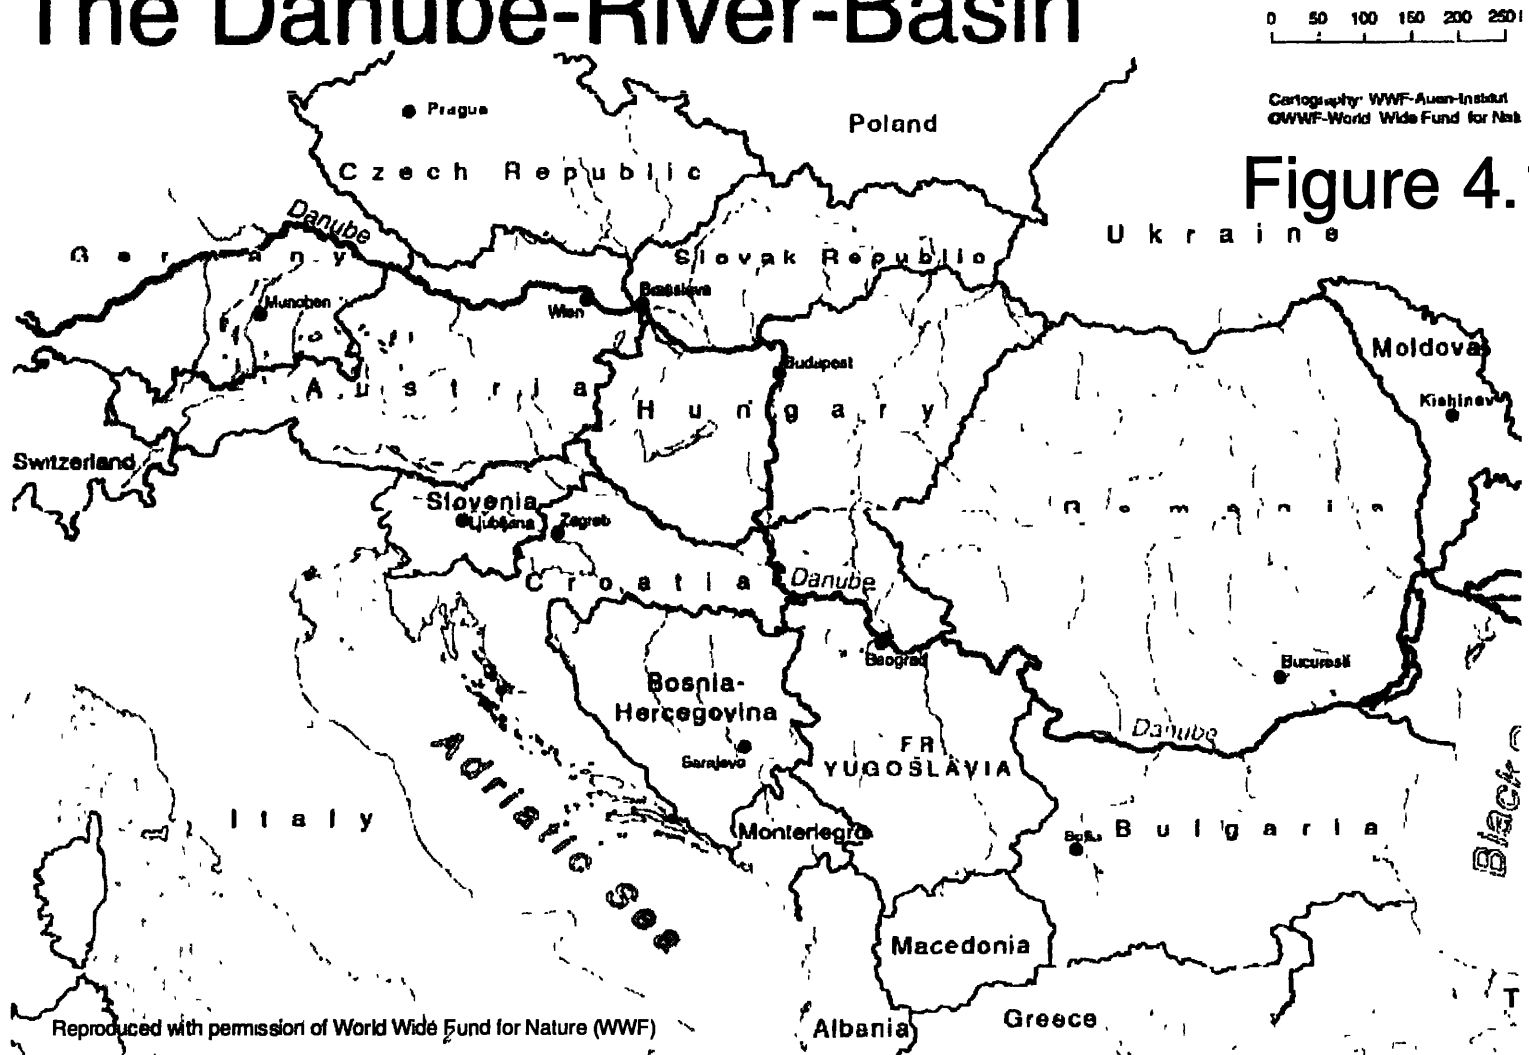 The Danube-River-Basin
0 50 100 150 200 250
Cartography: WWF-Auen-Institut
©WWF-World Wide Fund for
Figure 4.
Prague
Poland
Czech Republic
Danube
Ukraine
Germany
Slovak Republic
Munchen
Bratislava
Wien
Moldova
Budapest
Austria
Hungary
Kishinev
Switzerland
Slovenia
Ljubljana
Zagreb
Romania
Croatia
Danube
Beograd
Bucuresti
Bosnia-
Hercegovina
Danube
Sarajevo
FR
YUGOSLAVIA
Adriatic Sea
Italy
Montenegro
Bulgaria
Black
Macedonia
Reproduced with permission of World Wide Fund for Nature (WWF)
Albania
Greece
T